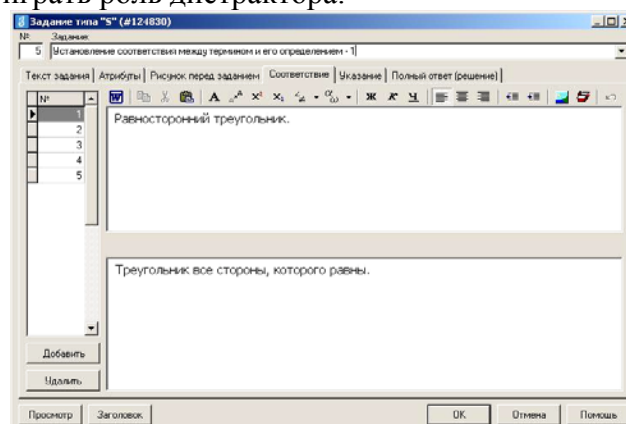 играть роль дистрактора.
Задание типа "S" (#124830)
№ Задание:
5 Установление соответствия между термином и его определением - 1
Текст задания Атрибуты Рисунок перед заданием Соответствие Указание Полный ответ (решение)
№
1
2
3
4
5
Ж К Ч
Равносторонний треугольник.
Треугольник все стороны, которого равны.
Добавить
Удалить
Просмотр Заголовок OK Отмена Помощь